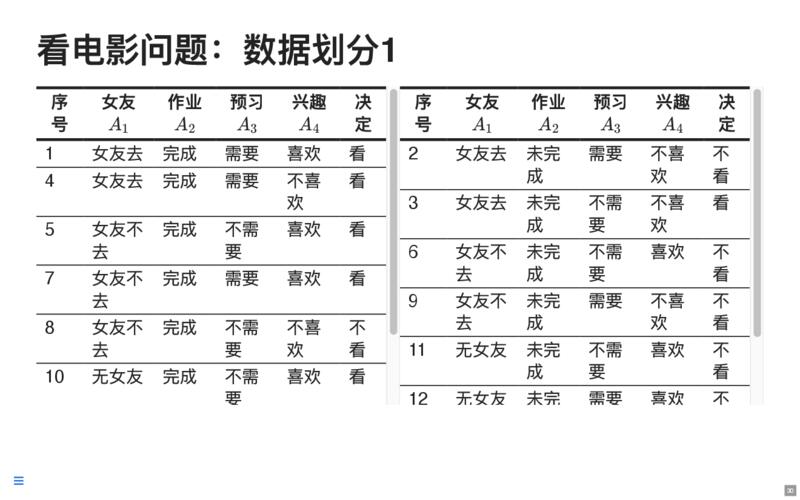 看电影问题：数据划分1
序号 女友 A₁ 作业 A₂ 预习 A₃ 兴趣 A₄ 决定
1 女友去 完成 需要 喜欢 看
4 女友去 完成 需要 不喜欢 看
5 女友不去 完成 不需要 喜欢 看
7 女友不去 完成 需要 喜欢 看
8 女友不去 完成 不需要 不喜欢 不看
10 无女友 完成 不需要 喜欢 看
序号 女友 A₁ 作业 A₂ 预习 A₃ 兴趣 A₄ 决定
2 女友去 未完成 需要 不喜欢 不看
3 女友去 未完成 不需要 不喜欢 看
6 女友不去 未完成 不需要 喜欢 不看
9 女友不去 未完成 需要 不喜欢 不看
11 无女友 未完成 不需要 喜欢 不看
12 无女友 未完 需要 喜欢 不
30